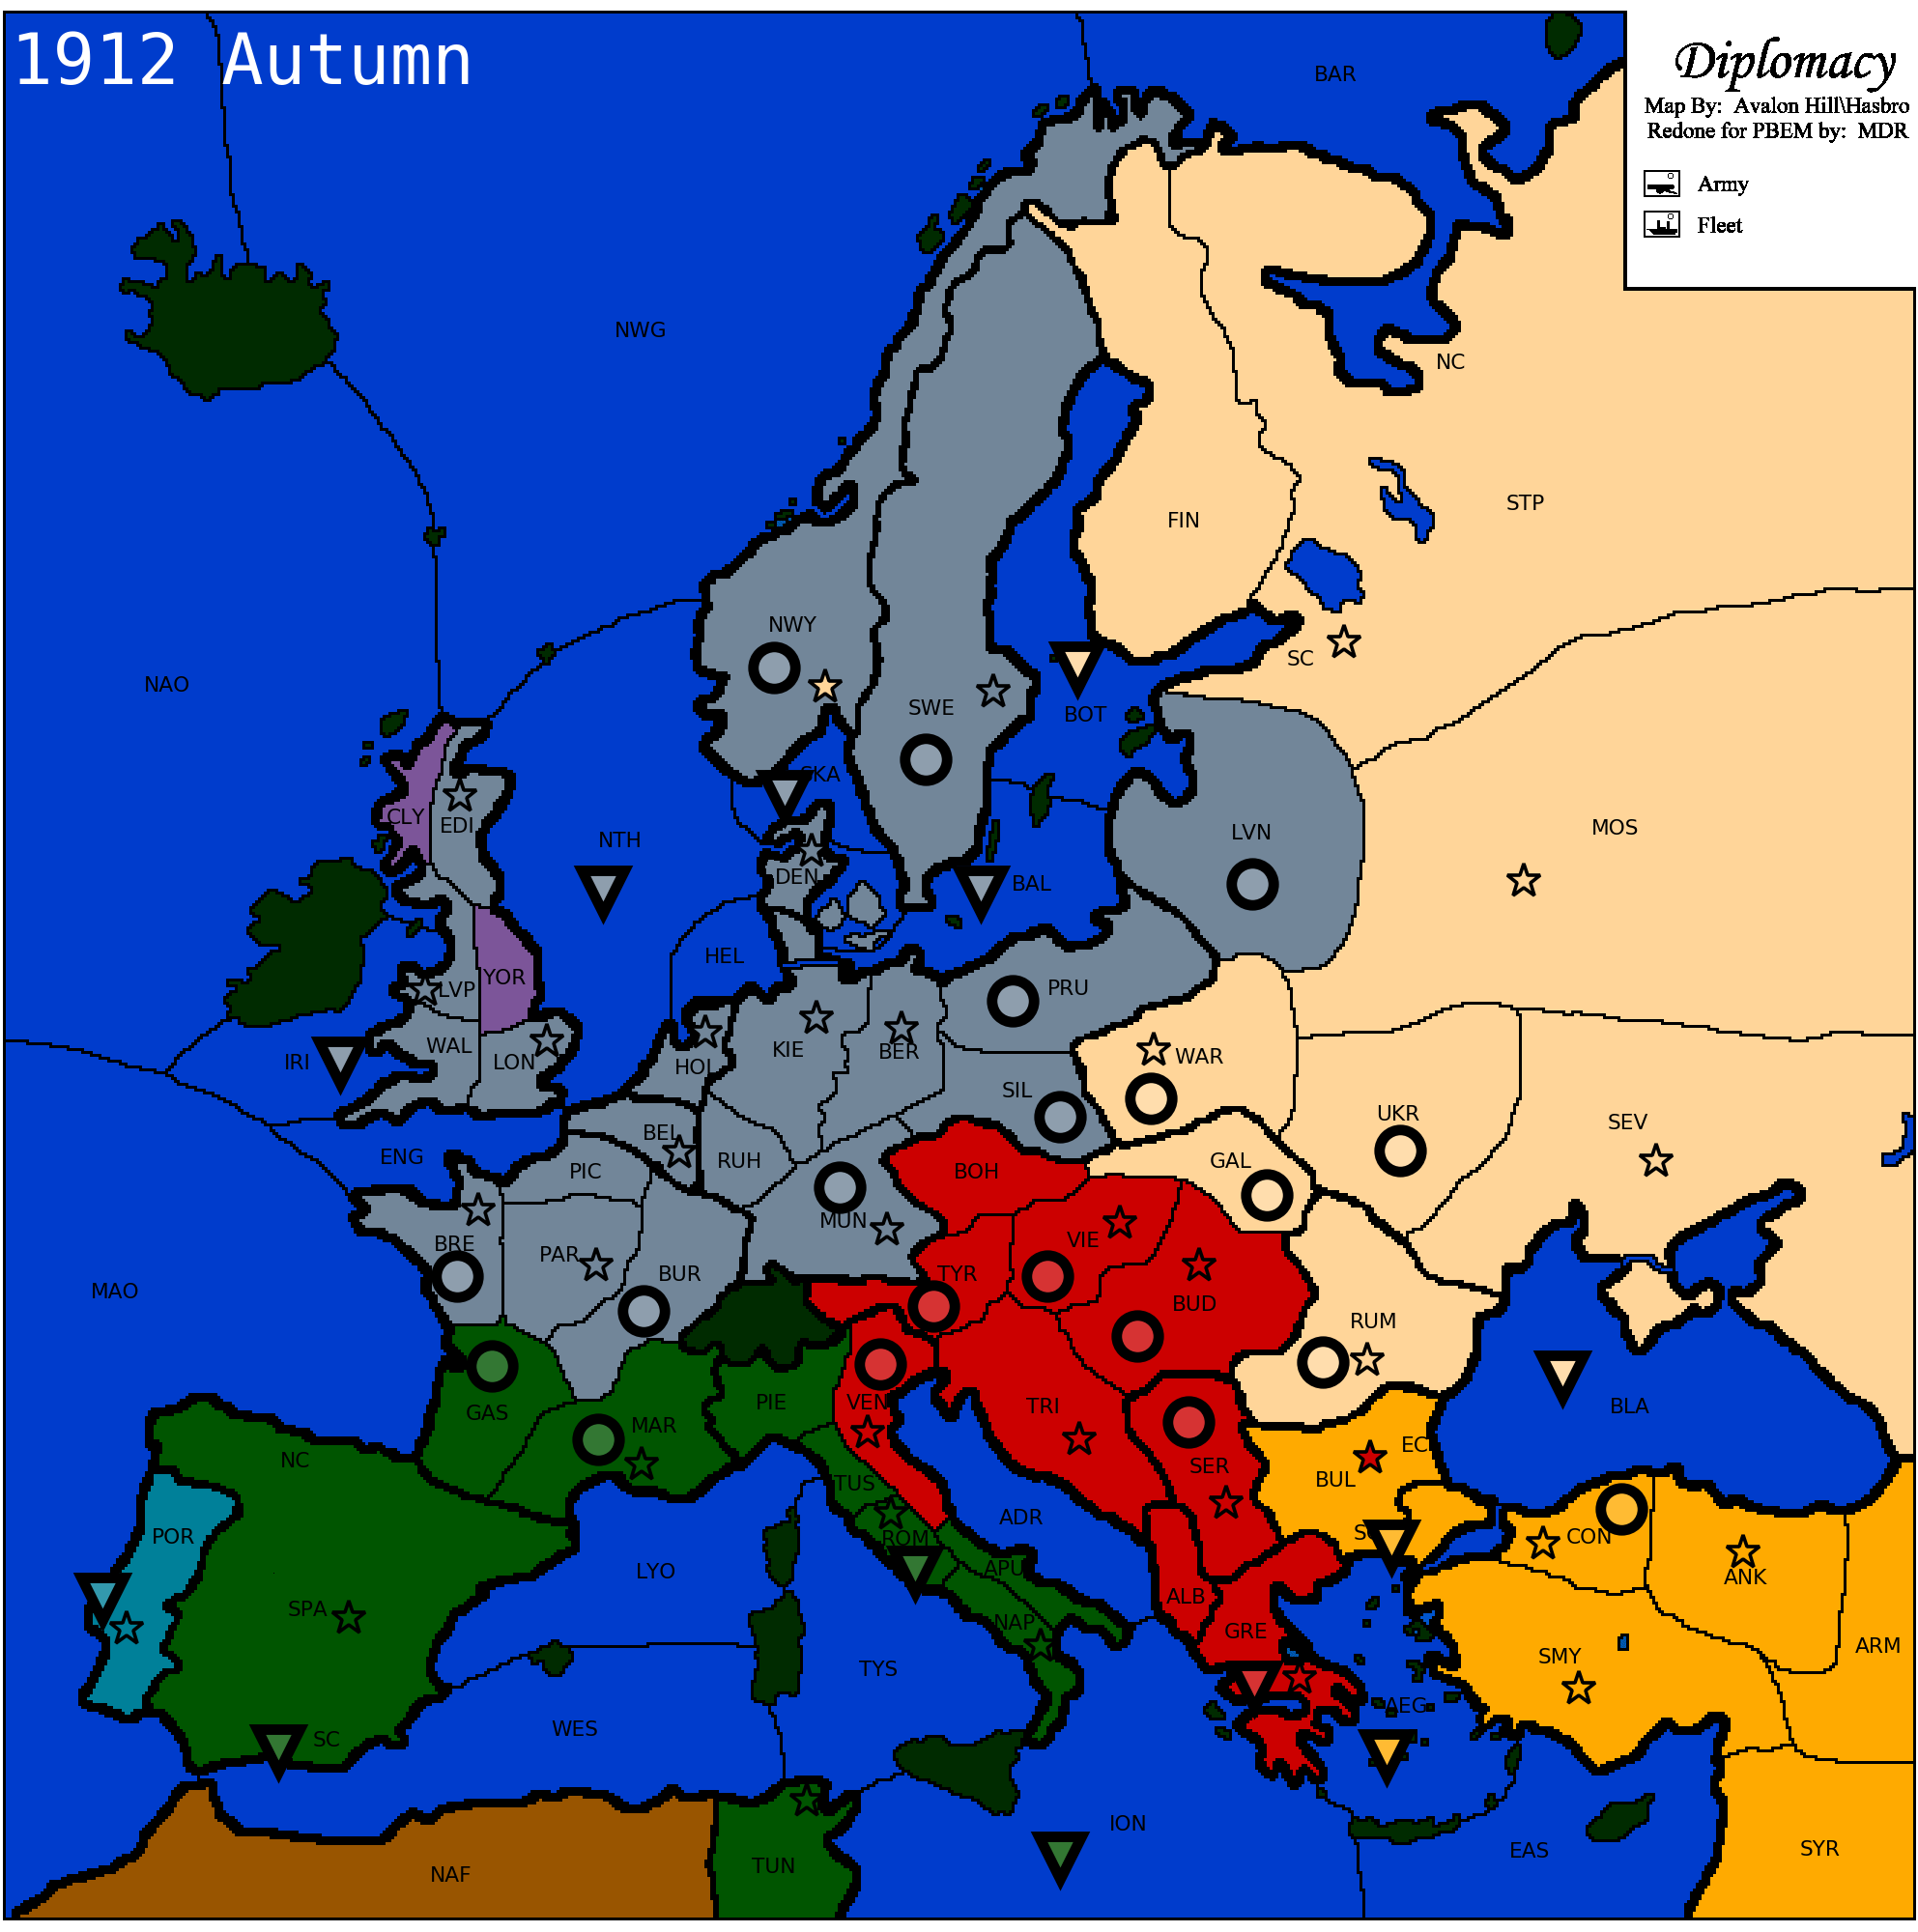 1912 Autumn
Diplomacy
Map By: Avalon Hill\Hasbro
Redone for PBEM by: MDR
Army
Fleet
BAR
NWG
NC
STP
FIN
NWY
SC
NAO
SWE
BOT
SKA
CLY
EDI
NTH
LVN
MOS
DEN
BAL
HEL
YOR
LVP
PRU
IRI
WAL
LON
HOL
KIE
BER
WAR
SIL
UKR
SEV
ENG
BEL
PIC
RUH
BOH
GAL
MUN
BRE
PAR
BUR
VIE
TYR
MAO
BUD
RUM
GAS
MAR
PIE
VEN
TRI
BLA
NC
TUS
SER
BUL
EC
POR
ROM
ADR
SC
CON
LYO
APU
ANK
SPA
NAP
ALB
GRE
ARM
TYS
SMY
WES
SC
AEG
ION
EAS
SYR
NAF
TUN